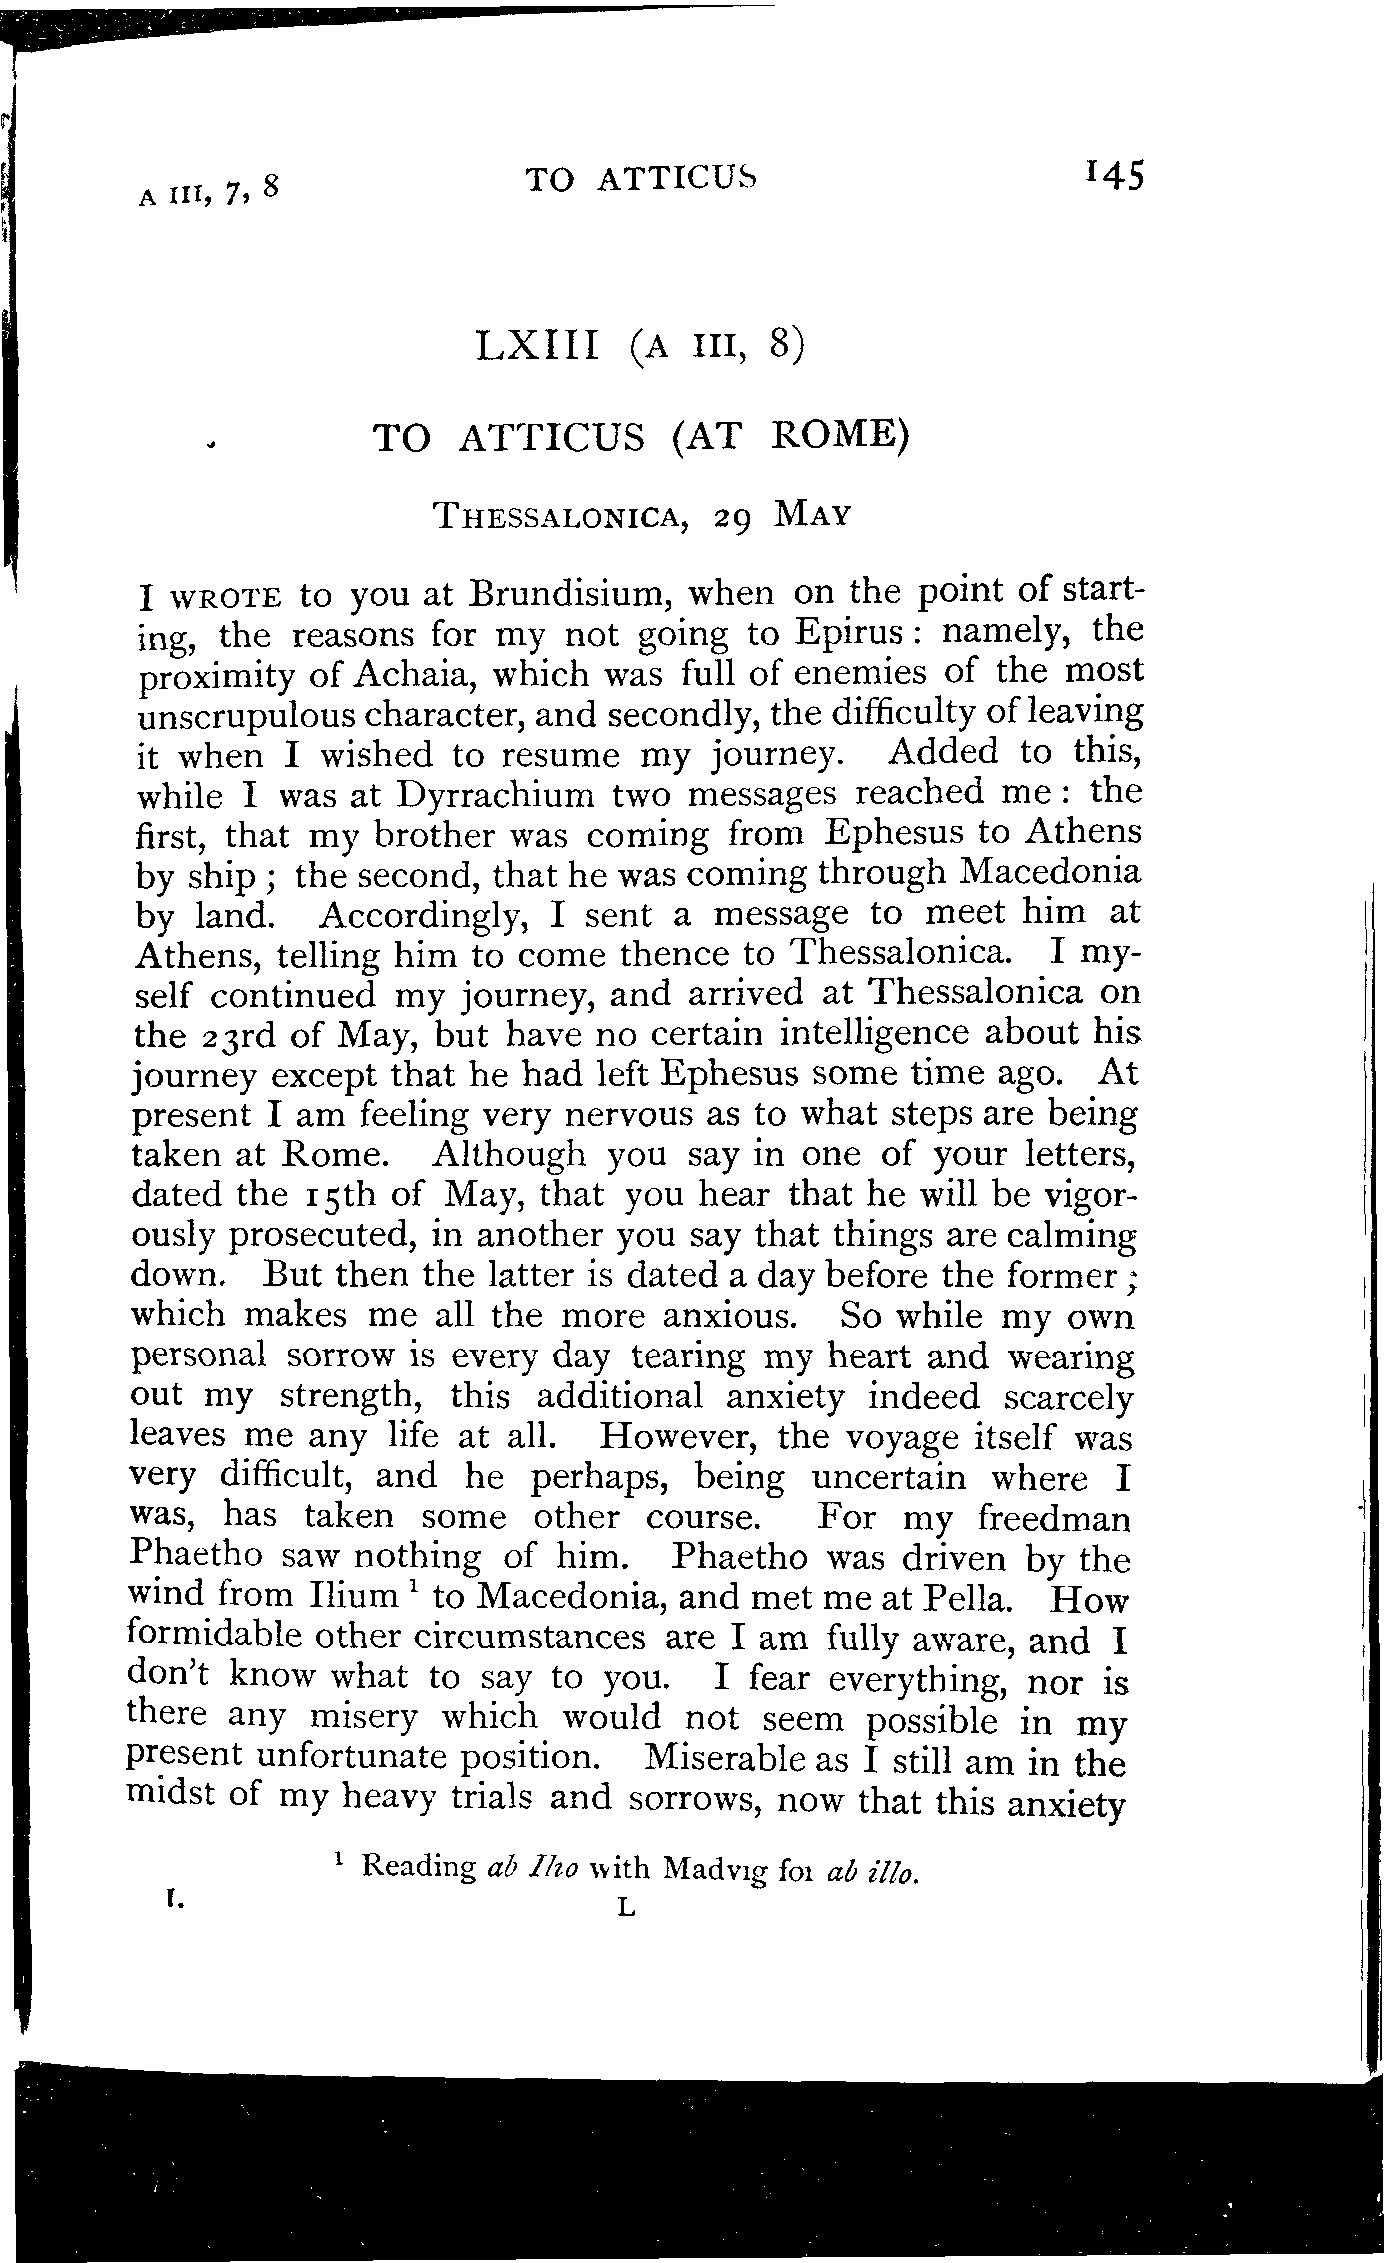 A III, 7, 8 TO ATTICUS 145
LXIII (A III, 8)
TO ATTICUS (AT ROME)
THESSALONICA, 29 MAY
I WROTE to you at Brundisium, when on the point of start-
ing, the reasons for my not going to Epirus : namely, the
proximity of Achaia, which was full of enemies of the most
unscrupulous character, and secondly, the difficulty of leaving
it when I wished to resume my journey. Added to this,
while I was at Dyrrachium two messages reached me : the
first, that my brother was coming from Ephesus to Athens
by ship ; the second, that he was coming through Macedonia
by land. Accordingly, I sent a message to meet him at
Athens, telling him to come thence to Thessalonica. I my-
self continued my journey, and arrived at Thessalonica on
the 23rd of May, but have no certain intelligence about his
journey except that he had left Ephesus some time ago. At
present I am feeling very nervous as to what steps are being
taken at Rome. Although you say in one of your letters,
dated the 15th of May, that you hear that he will be vigor-
ously prosecuted, in another you say that things are calming
down. But then the latter is dated a day before the former ;
which makes me all the more anxious. So while my own
personal sorrow is every day tearing my heart and wearing
out my strength, this additional anxiety indeed scarcely
leaves me any life at all. However, the voyage itself was
very difficult, and he perhaps, being uncertain where I
was, has taken some other course. For my freedman
Phaetho saw nothing of him. Phaetho was driven by the
wind from Ilium ¹ to Macedonia, and met me at Pella. How
formidable other circumstances are I am fully aware, and I
don't know what to say to you. I fear everything, nor is
there any misery which would not seem possible in my
present unfortunate position. Miserable as I still am in the
midst of my heavy trials and sorrows, now that this anxiety
¹ Reading ab Ilio with Madvig for ab illo.
I. L